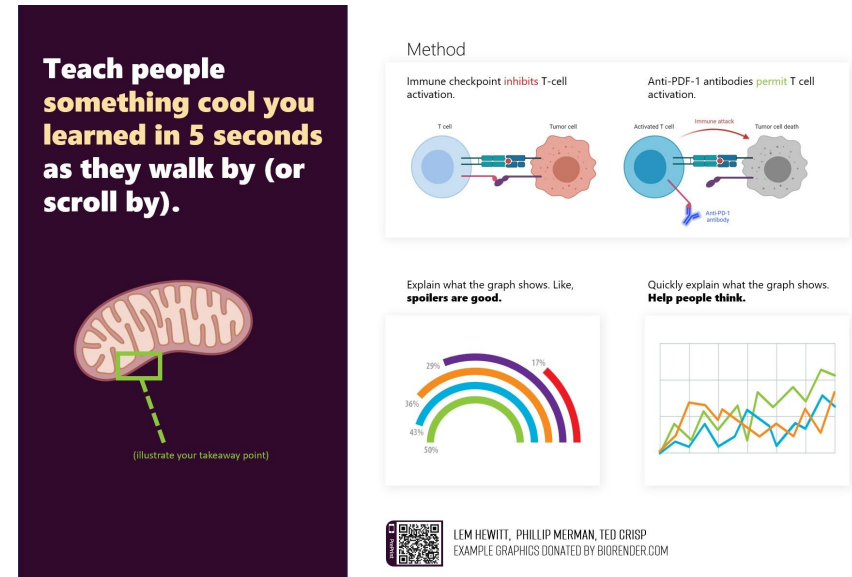 Teach people
something cool you
learned in 5 seconds
as they walk by (or
scroll by).
(illustrate your takeaway point)
Method
Immune checkpoint inhibits T-cell
activation.
T cell
Tumor cell
Anti-PDF-1 antibodies permit T cell
activation.
Activated T cell
Immune attack
Tumor cell death
Anti-PD-1
antibody
Explain what the graph shows. Like,
spoilers are good.
29%
17%
36%
43%
50%
Quickly explain what the graph shows.
Help people think.
LEM HEWITT, PHILLIP MERMAN, TED CRISP
EXAMPLE GRAPHICS DONATED BY BIORENDER.COM